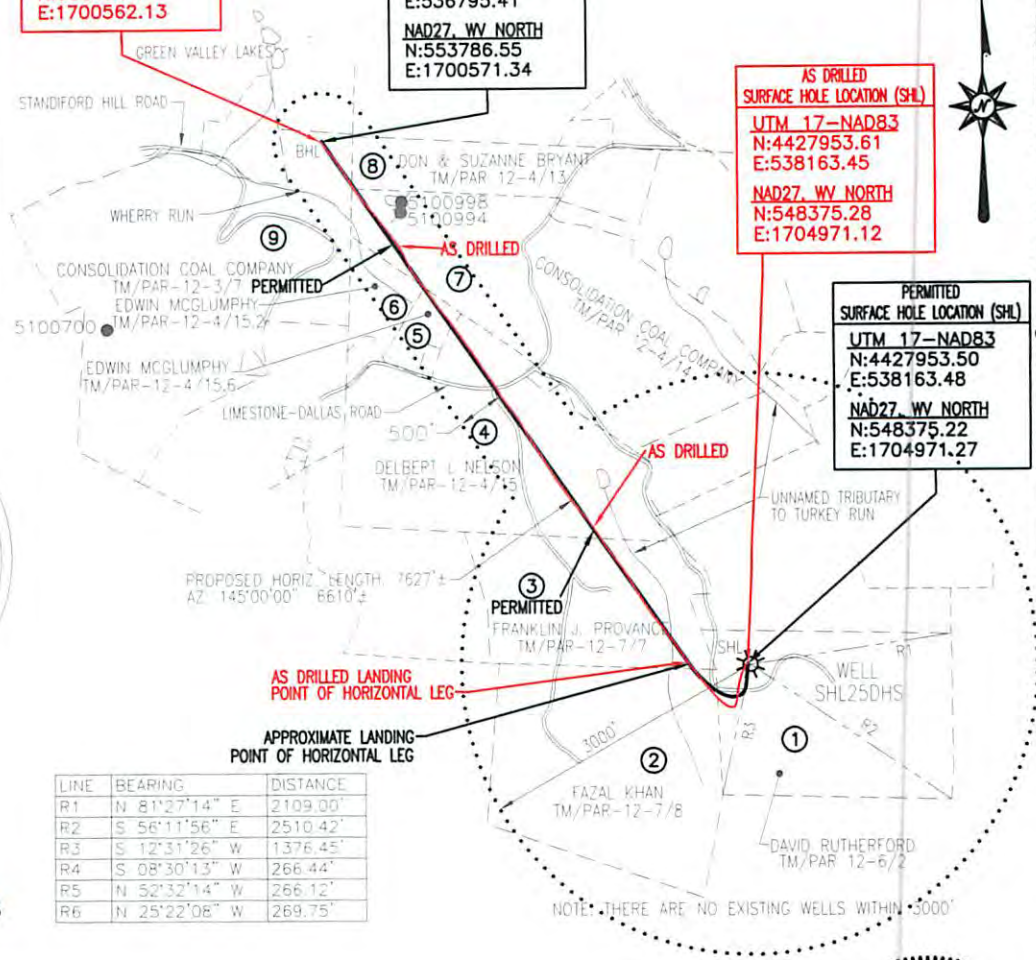 E:1700562.13
E:536795.41
NAD27, WV NORTH
N:553786.55
E:1700571.34
GREEN VALLEY LAKES
STANDIFORD HILL ROAD
AS DRILLED
SURFACE HOLE LOCATION (SHL)
UTM 17-NAD83
N:4427953.61
E:538163.45
NAD27, WV NORTH
N:548375.28
E:1704971.12
N
BHL
⑧
DON & SUZANNE BRYANT
TM/PAR 12-4/13
5100998
5100994
WHERRY RUN
⑨
AS DRILLED
CONSOLIDATION COAL COMPANY
TM/PAR-12-3/7
PERMITTED
⑦
EDWIN MCGLUMPHY
TM/PAR-12-4/15.2
⑥
⑤
5100700
CONSOLIDATION COAL COMPANY
TM/PAR 12-4/14
PERMITTED
SURFACE HOLE LOCATION (SHL)
UTM 17-NAD83
N:4427953.50
E:538163.48
NAD27, WV NORTH
N:548375.22
E:1704971.27
EDWIN MCGLUMPHY
TM/PAR-12-4/15.6
LIMESTONE-DALLAS ROAD
500'
④
DELBERT L NELSON
TM/PAR-12-4/15
AS DRILLED
UNNAMED TRIBUTARY
TO TURKEY RUN
PROPOSED HORIZ. LENGTH 7627'±
AZ 145°00'00" 6610'±
③
PERMITTED
FRANKLIN J. PROVANCE
TM/PAR-12-7/7
SHL
R1
WELL
SHL25DHS
AS DRILLED LANDING
POINT OF HORIZONTAL LEG
R3
R2
①
APPROXIMATE LANDING
POINT OF HORIZONTAL LEG
3000'
②
FAZAL KHAN
TM/PAR-12-7/8
DAVID RUTHERFORD
TM/PAR 12-6/2
LINE BEARING DISTANCE
R1 N 81°27'14" E 2109.00'
R2 S 56°11'56" E 2510.42'
R3 S 12°31'26" W 1376.45'
R4 S 08°30'13" W 266.44'
R5 N 52°32'14" W 266.12'
R6 N 25°22'08" W 269.75'
NOTE: THERE ARE NO EXISTING WELLS WITHIN 3000'